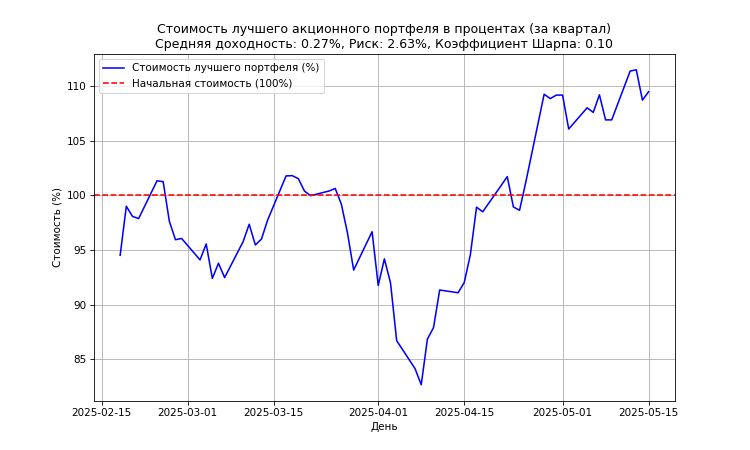 Стоимость лучшего акционного портфеля в процентах (за квартал)
Средняя доходность: 0.27%, Риск: 2.63%, Коэффициент Шарпа: 0.10
Стоимость лучшего портфеля (%)
Начальная стоимость (100%)
Стоимость (%)
110
105
100
95
90
85
2025-02-15 2025-03-01 2025-03-15 2025-04-01 2025-04-15 2025-05-01 2025-05-15
День